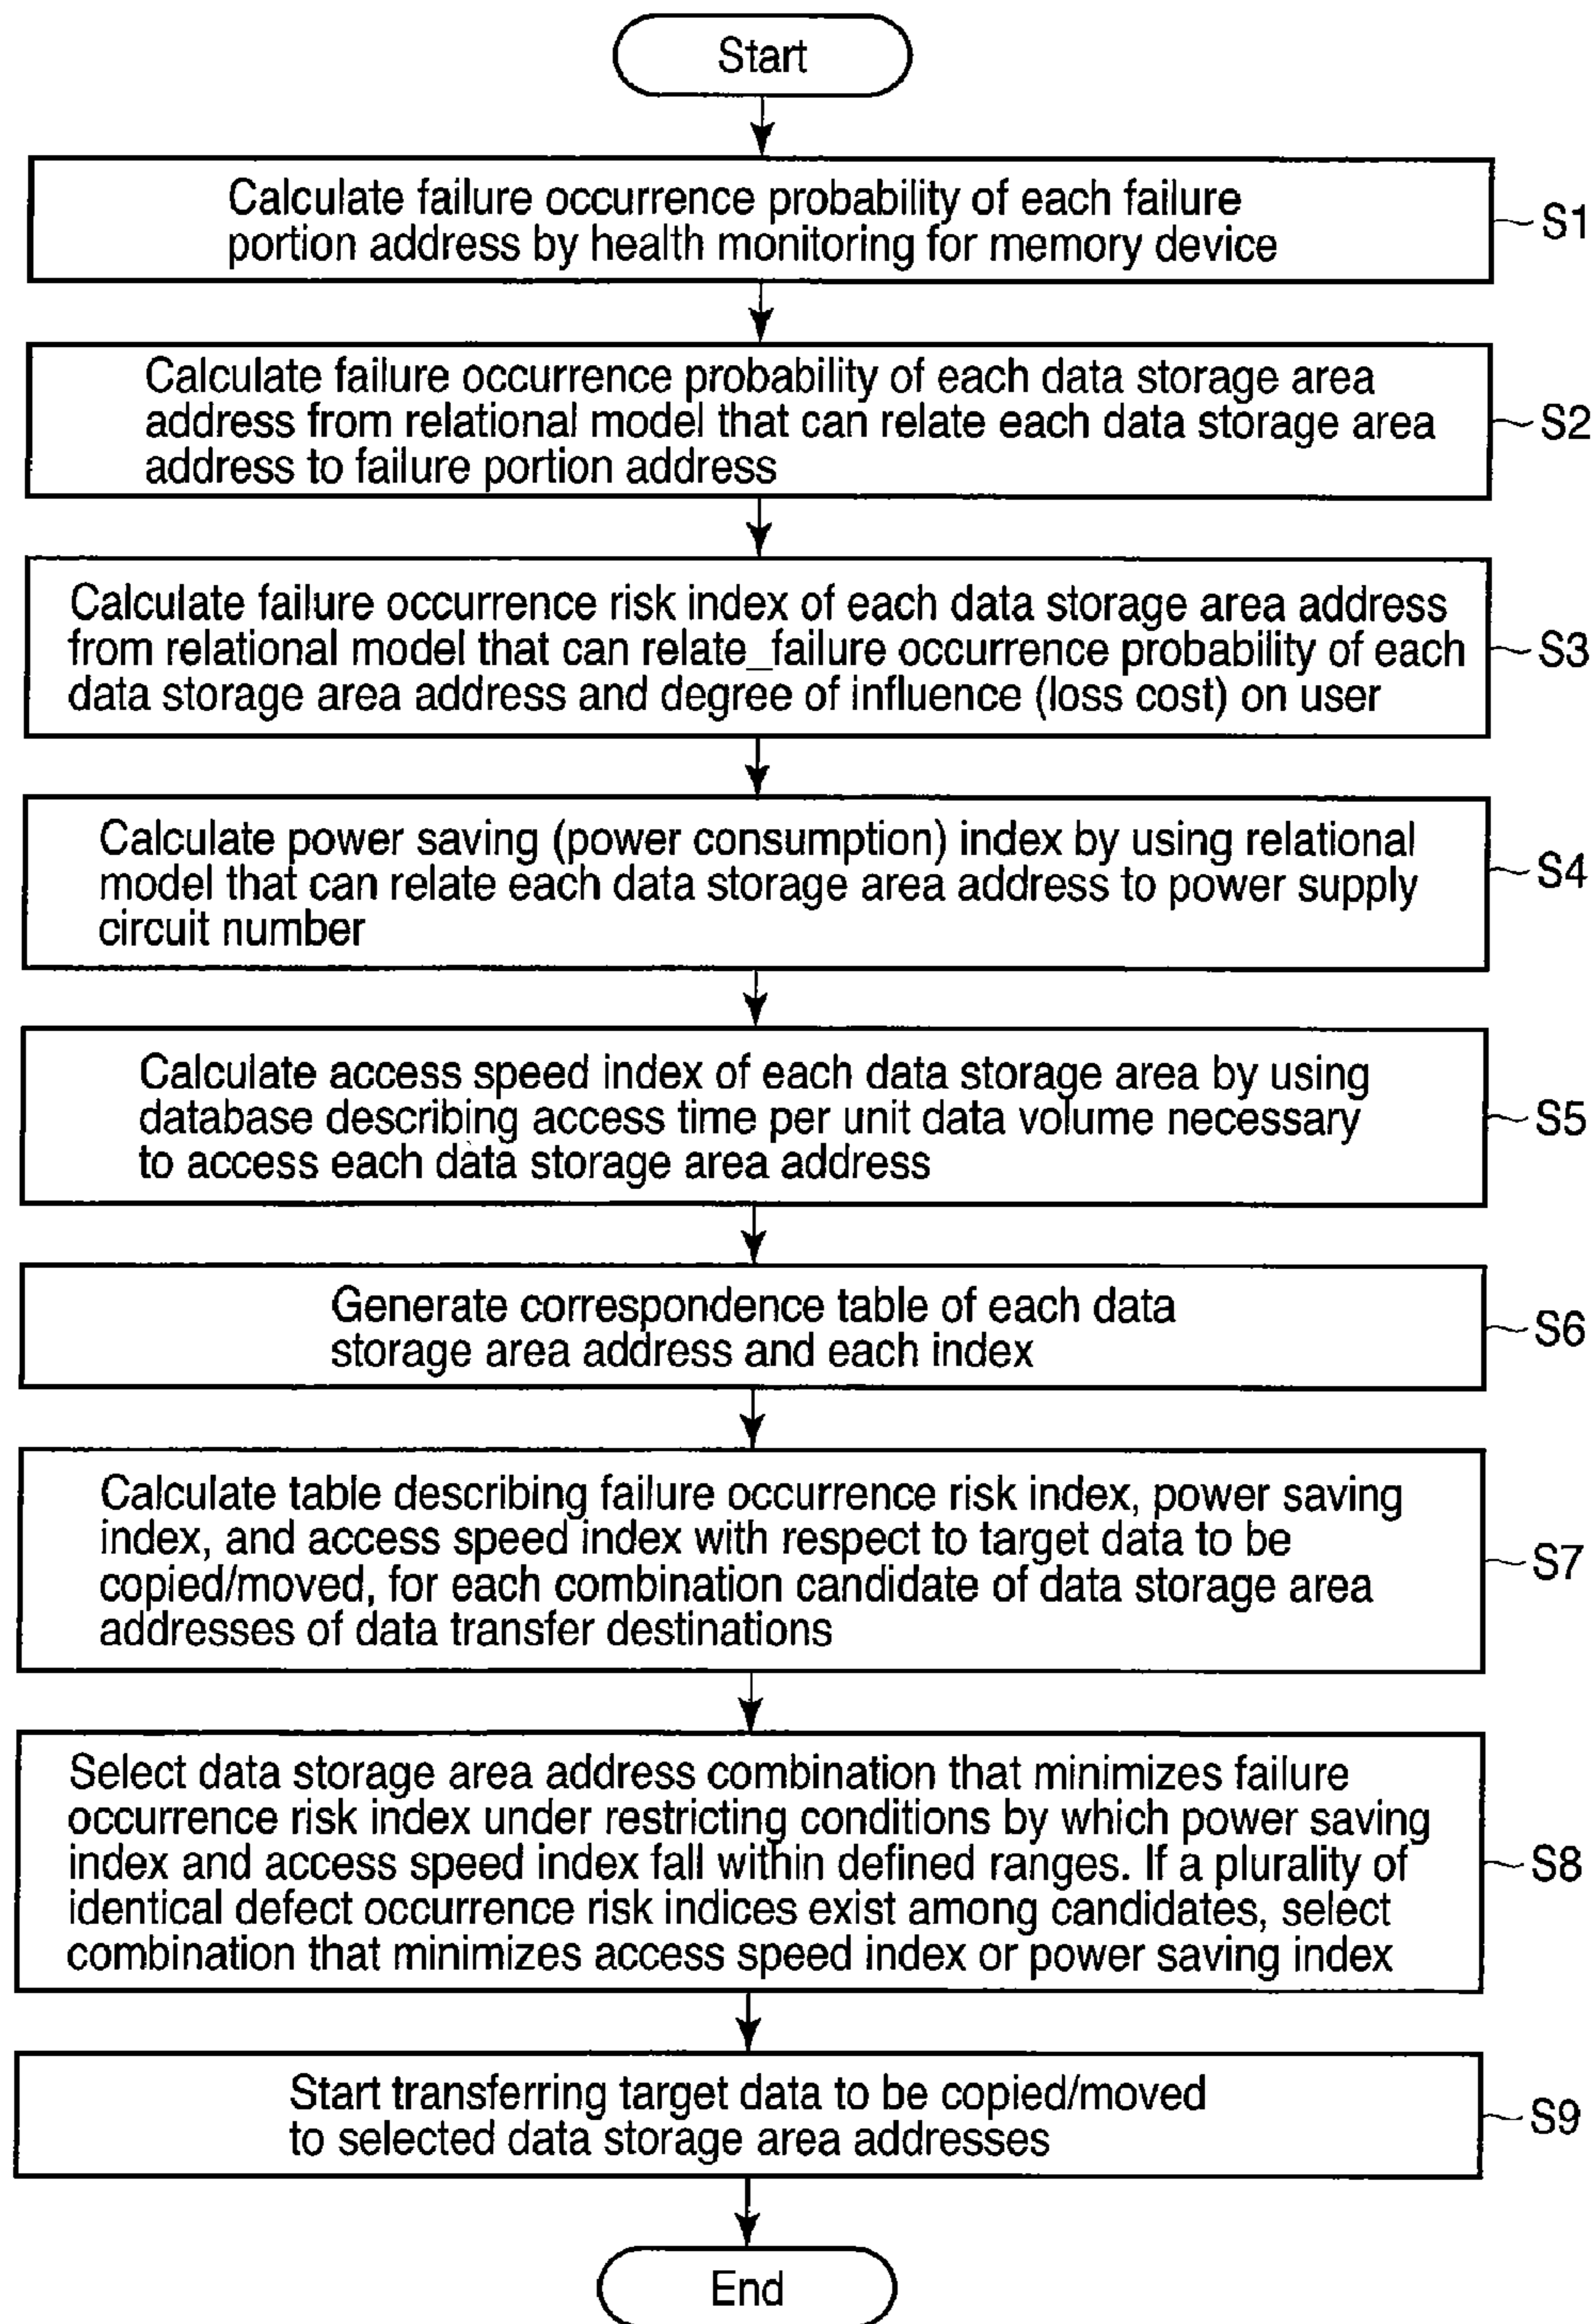 Start
Calculate failure occurrence probability of each failure
portion address by health monitoring for memory device
S1
Calculate failure occurrence probability of each data storage area
address from relational model that can relate each data storage area
address to failure portion address
S2
Calculate failure occurrence risk index of each data storage area address
from relational model that can relate_failure occurrence probability of each
data storage area address and degree of influence (loss cost) on user
S3
Calculate power saving (power consumption) index by using relational
model that can relate each data storage area address to power supply
circuit number
S4
Calculate access speed index of each data storage area by using
database describing access time per unit data volume necessary
to access each data storage area address
S5
Generate correspondence table of each data
storage area address and each index
S6
Calculate table describing failure occurrence risk index, power saving
index, and access speed index with respect to target data to be
copied/moved, for each combination candidate of data storage area
addresses of data transfer destinations
S7
Select data storage area address combination that minimizes failure
occurrence risk index under restricting conditions by which power saving
index and access speed index fall within defined ranges. If a plurality of
identical defect occurrence risk indices exist among candidates, select
combination that minimizes access speed index or power saving index
S8
Start transferring target data to be copied/moved
to selected data storage area addresses
S9
End